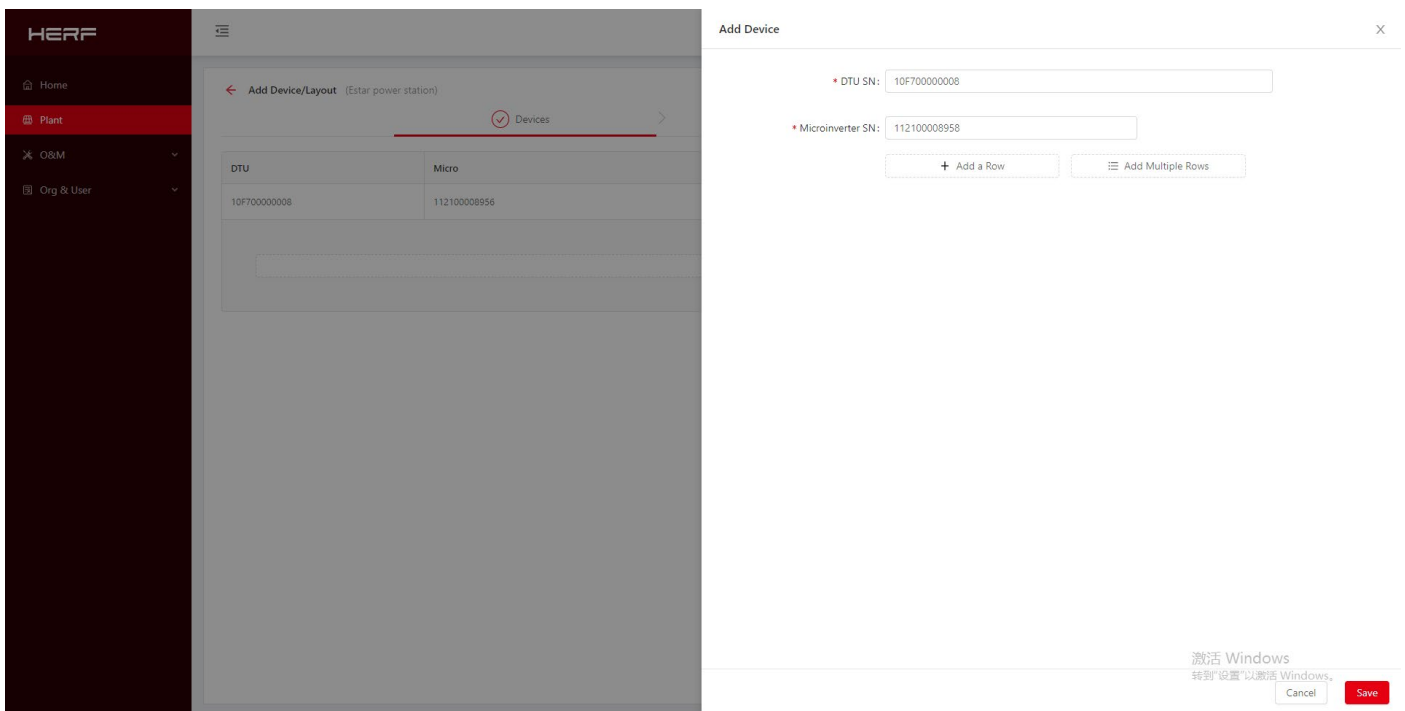 HERF
Home
Plant
O&M
Org & User
Add Device/Layout (Estar power station)
Devices
DTU Micro
10F700000008 112100008956
Add Device
* DTU SN: 10F700000008
* Microinverter SN: 112100008958
+ Add a Row Add Multiple Rows
激活 Windows
转到"设置"以激活 Windows。
Cancel Save